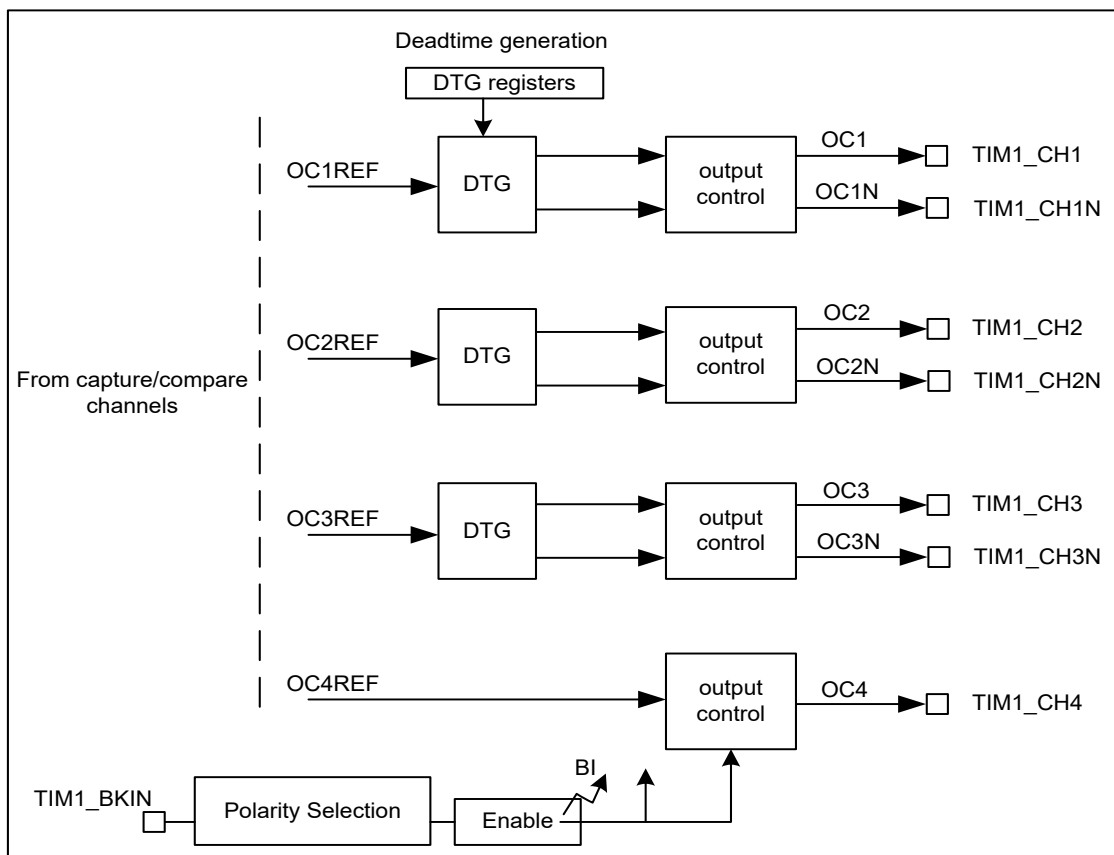 Deadtime generation
DTG registers
OC1REF
DTG
output
control
OC1
OC1N
TIM1_CH1
TIM1_CH1N
OC2REF
DTG
output
control
OC2
OC2N
TIM1_CH2
TIM1_CH2N
From capture/compare
channels
OC3REF
DTG
output
control
OC3
OC3N
TIM1_CH3
TIM1_CH3N
OC4REF
output
control
OC4
TIM1_CH4
TIM1_BKIN
Polarity Selection
Enable
BI